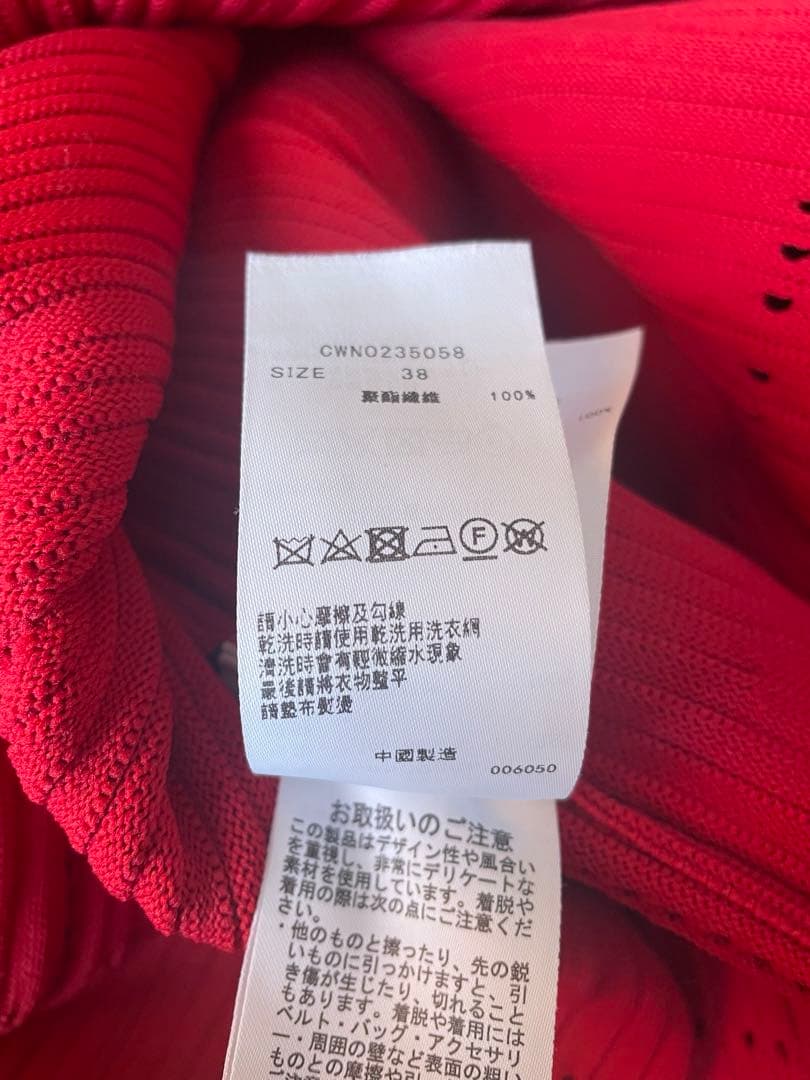 CWNO235058
SIZE 38
聚酯纖維 100%
100%
F
W
請小心摩擦及勾線
乾洗時請使用乾洗用洗衣網
清洗時會有輕微縮水現象
最後請將衣物整平
請墊布熨燙
中國製造
006050
お取扱いのご注意
この製品はデザイン性や風合い
を重視し、非常にデリケートな
素材を使用しています。着脱や
着用の際は次の点にご注意くだ
さい。
・他のものと擦ったり、先の鋭
いものに引っかけますと、引
き傷が生じたり、切れること
もあります。着脱や着用には
ベルト・バッグ・アクセサリ
ー・周囲の壁など表面の粗い
ものとの摩擦や引
ご注意